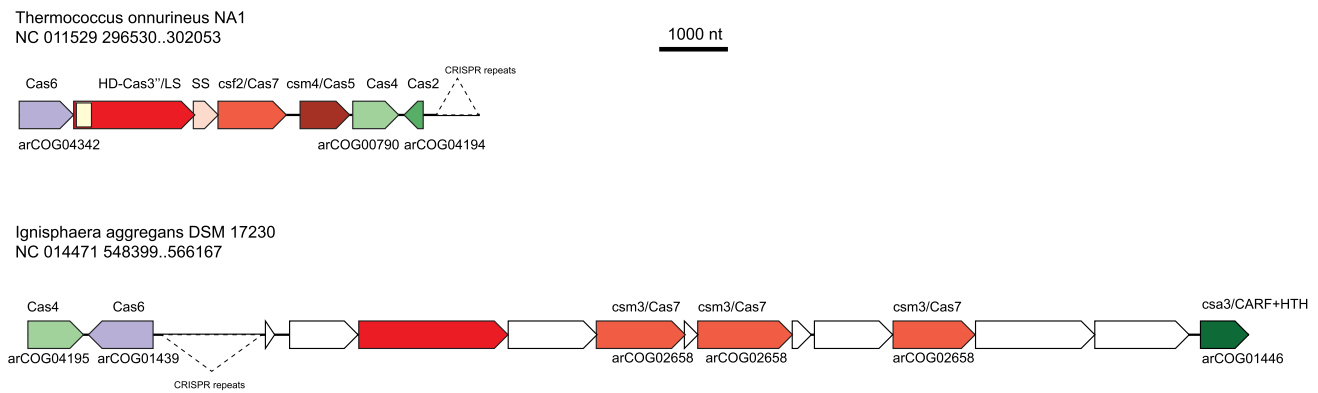 Thermococcus onnurineus NA1
NC 011529 296530..302053
1000 nt
CRISPR repeats
Cas6 HD-Cas3’’/LS SS csf2/Cas7 csm4/Cas5 Cas4 Cas2
arCOG04342 arCOG00790 arCOG04194
Ignisphaera aggregans DSM 17230
NC 014471 548399..566167
Cas4 Cas6 csm3/Cas7 csm3/Cas7 csm3/Cas7 csa3/CARF+HTH
arCOG04195 arCOG01439 arCOG02658 arCOG02658 arCOG02658 arCOG01446
CRISPR repeats